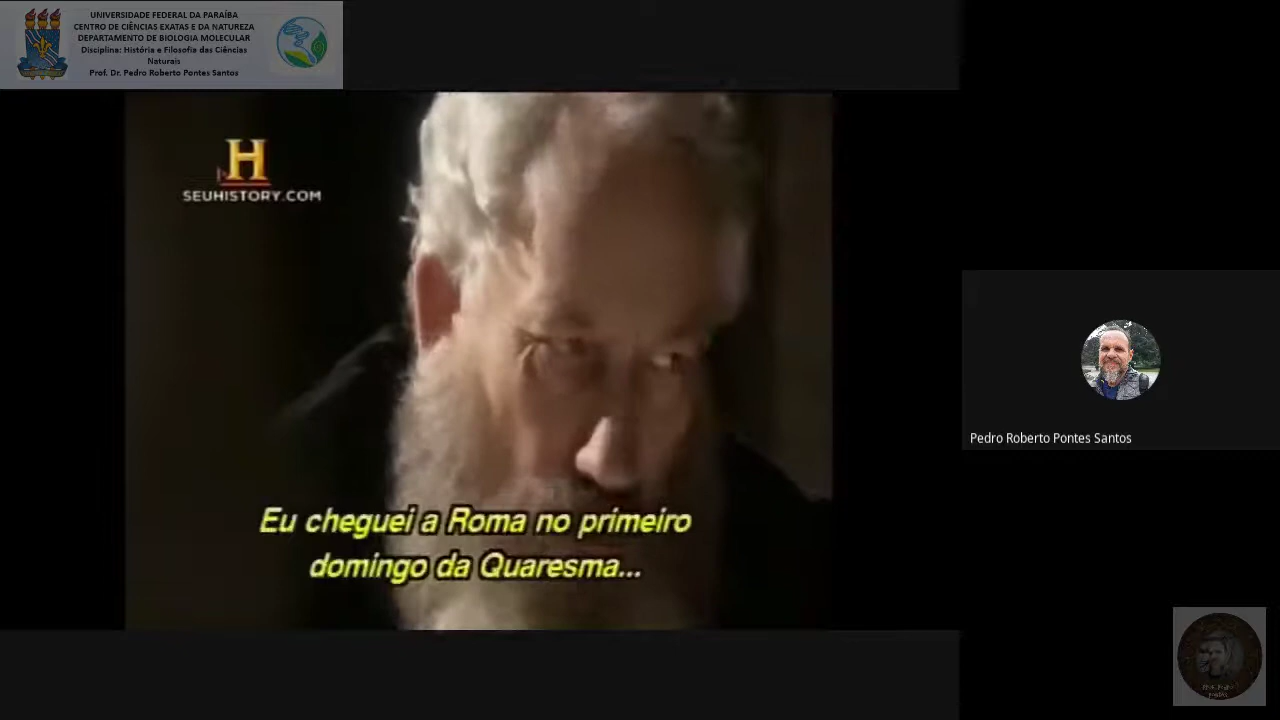 UNIVERSIDADE FEDERAL DA PARAÍBA
CENTRO DE CIÊNCIAS EXATAS E DA NATUREZA
DEPARTAMENTO DE BIOLOGIA MOLECULAR
Disciplina: História e Filosofia das Ciências
Naturais
Prof. Dr. Pedro Roberto Pontes Santos
H
SEUHISTORY.COM
Eu cheguei a Roma no primeiro
domingo da Quaresma...
Pedro Roberto Pontes Santos